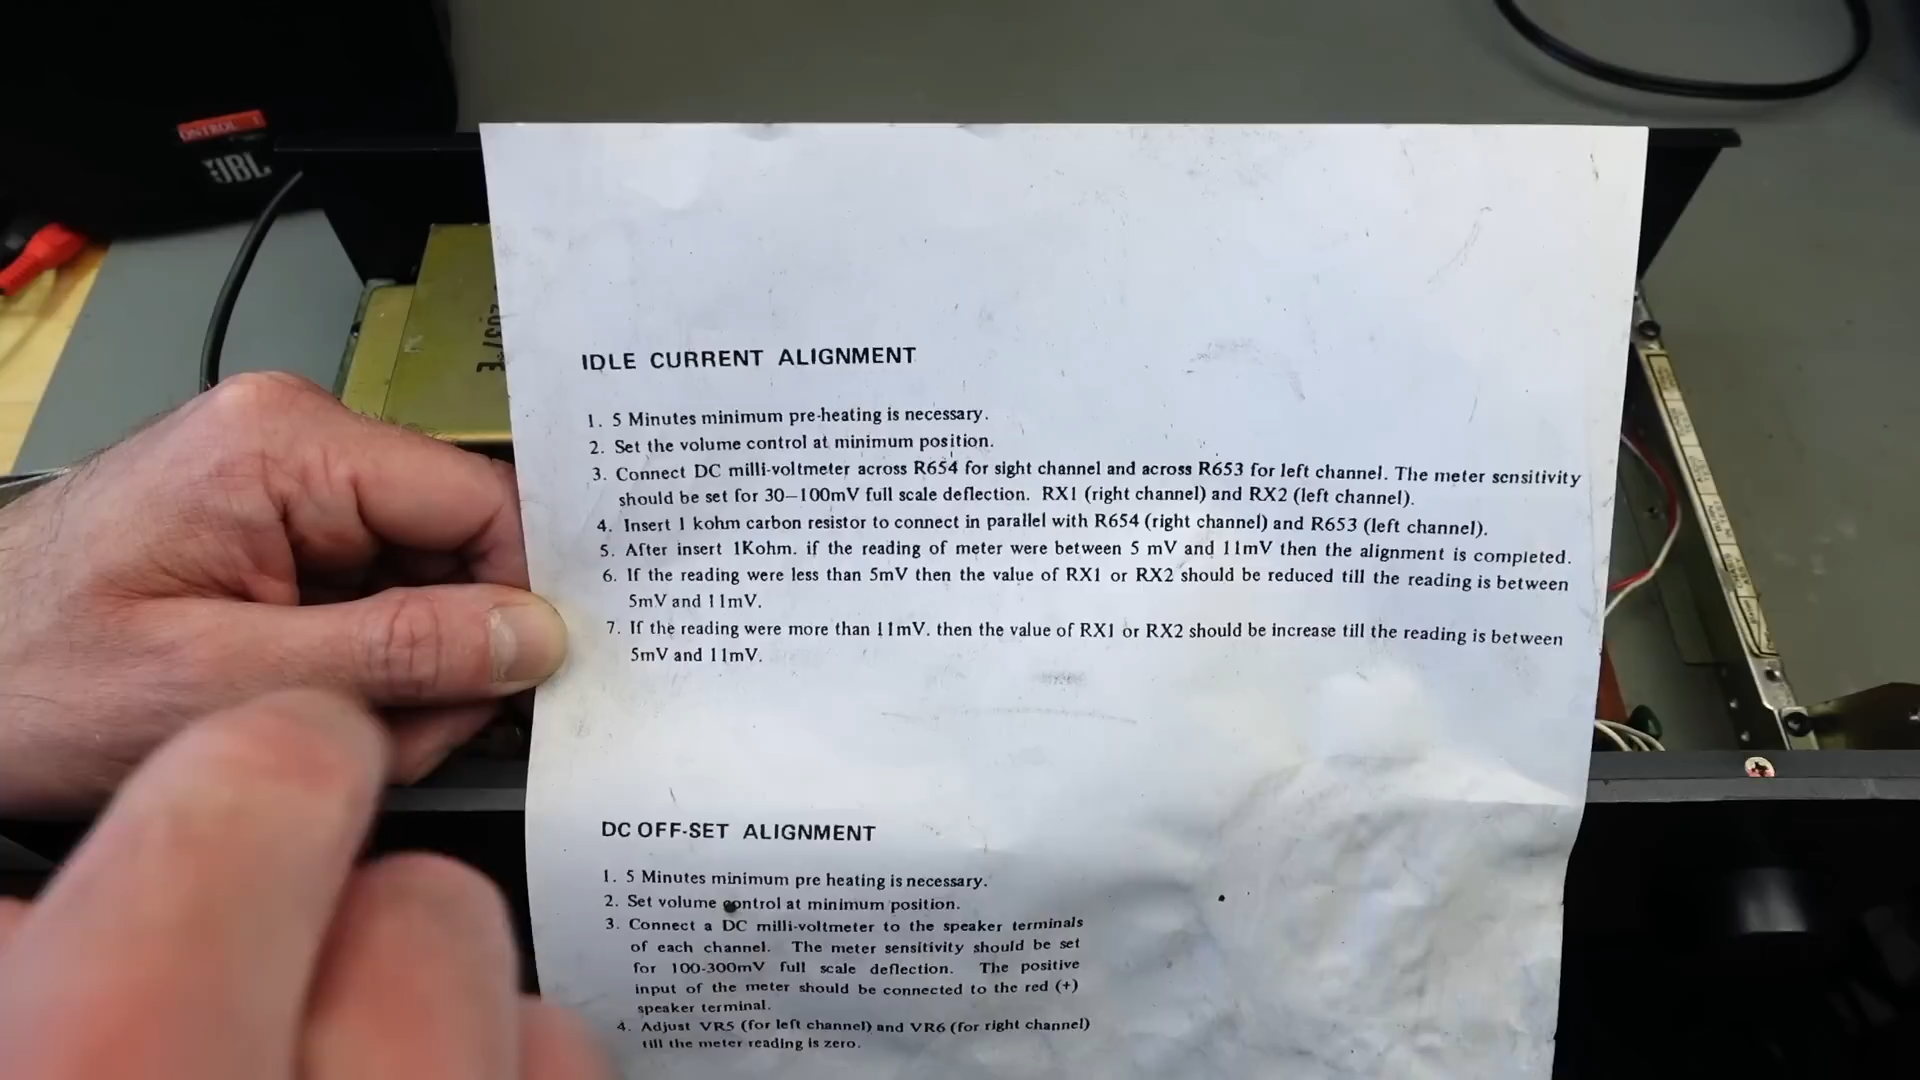 ONTROL 1
JBL
IDLE CURRENT ALIGNMENT
1. 5 Minutes minimum pre-heating is necessary.
2. Set the volume control at minimum position.
3. Connect DC milli-voltmeter across R654 for sight channel and across R653 for left channel. The meter sensitivity
should be set for 30–100mV full scale deflection. RX1 (right channel) and RX2 (left channel).
4. Insert 1 kohm carbon resistor to connect in parallel with R654 (right channel) and R653 (left channel).
5. After insert 1Kohm. if the reading of meter were between 5 mV and 11mV then the alignment is completed.
6. If the reading were less than 5mV then the value of RX1 or RX2 should be reduced till the reading is between
5mV and 11mV.
7. If the reading were more than 11mV. then the value of RX1 or RX2 should be increase till the reading is between
5mV and 11mV.
DC OFF-SET ALIGNMENT
1. 5 Minutes minimum pre heating is necessary.
2. Set volume control at minimum position.
3. Connect a DC milli-voltmeter to the speaker terminals
of each channel. The meter sensitivity should be set
for 100-300mV full scale deflection. The positive
input of the meter should be connected to the red (+)
speaker terminal.
4. Adjust VR5 (for left channel) and VR6 (for right channel)
till the meter reading is zero.